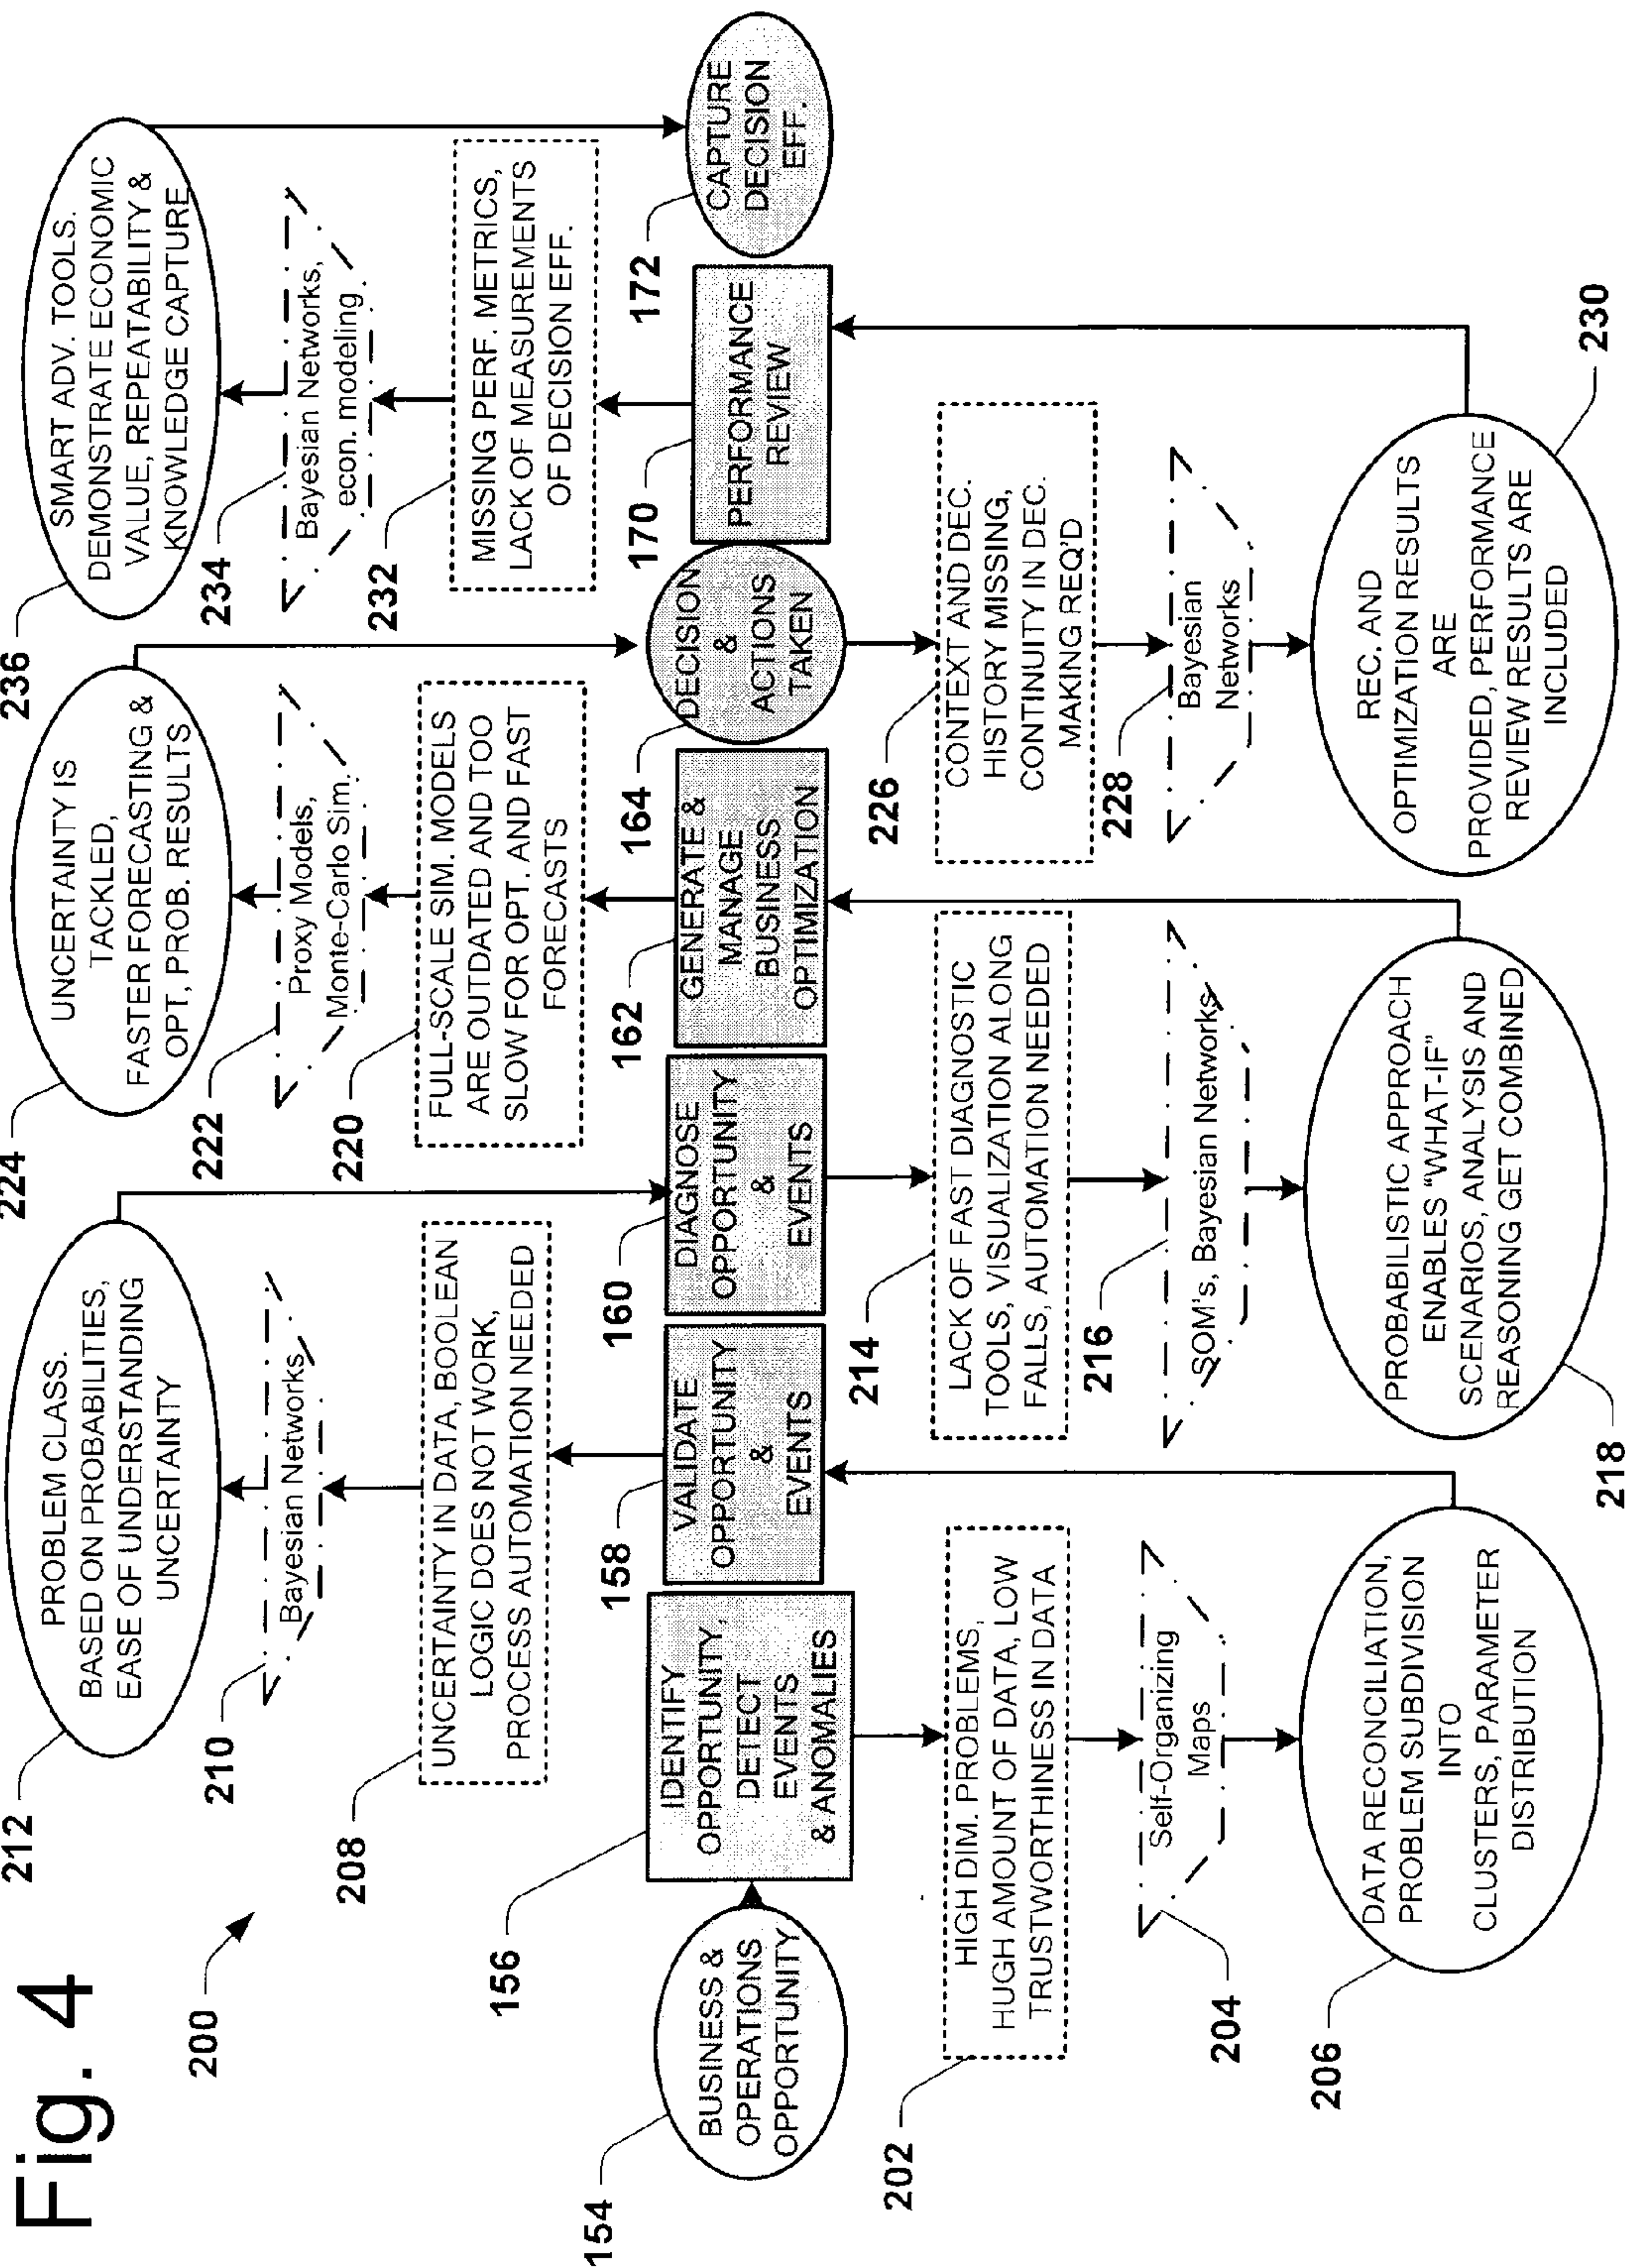 Fig. 4
200
212
PROBLEM CLASS.
BASED ON PROBABILITIES,
EASE OF UNDERSTANDING
UNCERTAINTY
210
Bayesian Networks
208
UNCERTAINTY IN DATA, BOOLEAN
LOGIC DOES NOT WORK,
PROCESS AUTOMATION NEEDED
224
UNCERTAINTY IS
TACKLED,
FASTER FORECASTING &
OPT, PROB. RESULTS
222
Proxy Models,
Monte-Carlo Sim.
220
FULL-SCALE SIM. MODELS
ARE OUTDATED AND TOO
SLOW FOR OPT. AND FAST
FORECASTS
236
SMART ADV. TOOLS.
DEMONSTRATE ECONOMIC
VALUE, REPEATABILITY &
KNOWLEDGE CAPTURE
234
Bayesian Networks,
econ. modeling
232
MISSING PERF. METRICS,
LACK OF MEASUREMENTS
OF DECISION EFF.
154
BUSINESS &
OPERATIONS
OPPORTUNITY
156
IDENTIFY
OPPORTUNITY,
DETECT
EVENTS
& ANOMALIES
158
VALIDATE
OPPORTUNITY
&
EVENTS
160
DIAGNOSE
OPPORTUNITY
&
EVENTS
162
GENERATE &
MANAGE
BUSINESS
OPTIMIZATION
164
DECISION
&
ACTIONS
TAKEN
170
PERFORMANCE
REVIEW
172
CAPTURE
DECISION
EFF.
202
HIGH DIM. PROBLEMS,
HUGH AMOUNT OF DATA, LOW
TRUSTWORTHINESS IN DATA
204
Self-Organizing
Maps
206
DATA RECONCILIATION,
PROBLEM SUBDIVISION
INTO
CLUSTERS, PARAMETER
DISTRIBUTION
214
LACK OF FAST DIAGNOSTIC
TOOLS, VISUALIZATION ALONG
FALLS, AUTOMATION NEEDED
216
SOM's, Bayesian Networks
218
PROBABILISTIC APPROACH
ENABLES "WHAT-IF"
SCENARIOS, ANALYSIS AND
REASONING GET COMBINED
226
CONTEXT AND DEC.
HISTORY MISSING,
CONTINUITY IN DEC.
MAKING REQ'D
228
Bayesian
Networks
230
REC. AND
OPTIMIZATION RESULTS
ARE
PROVIDED, PERFORMANCE
REVIEW RESULTS ARE
INCLUDED